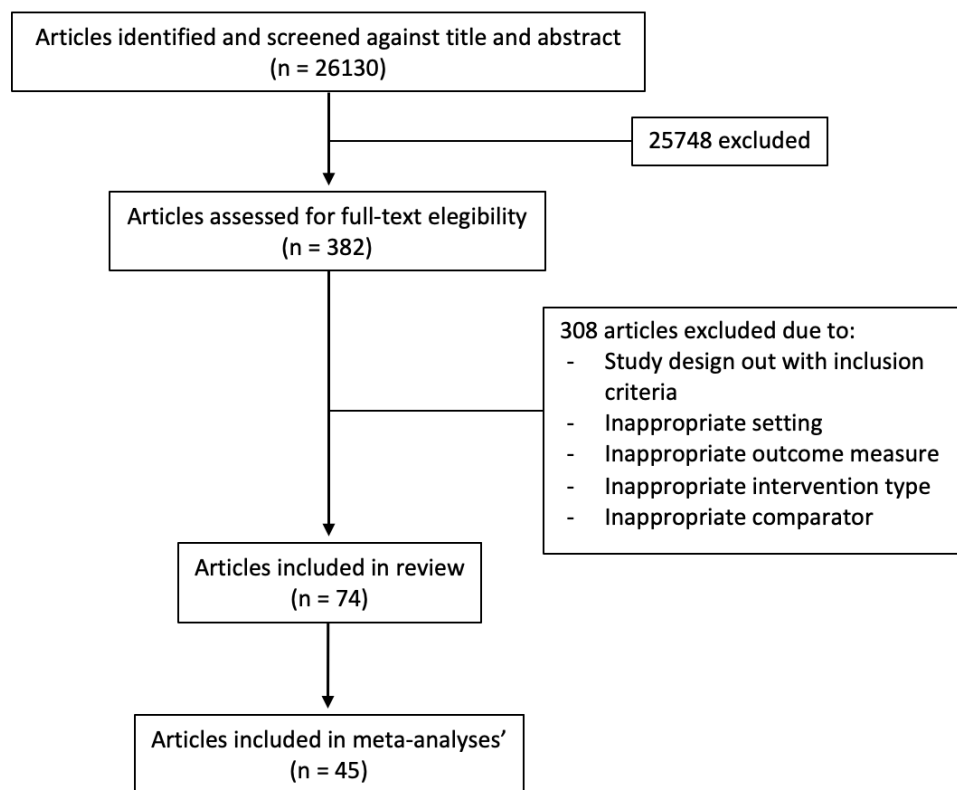 Articles identified and screened against title and abstract
(n = 26130)
25748 excluded
Articles assessed for full-text elegibility
(n = 382)
308 articles excluded due to:
- Study design out with inclusion
criteria
- Inappropriate setting
- Inappropriate outcome measure
- Inappropriate intervention type
- Inappropriate comparator
Articles included in review
(n = 74)
Articles included in meta-analyses’
(n = 45)